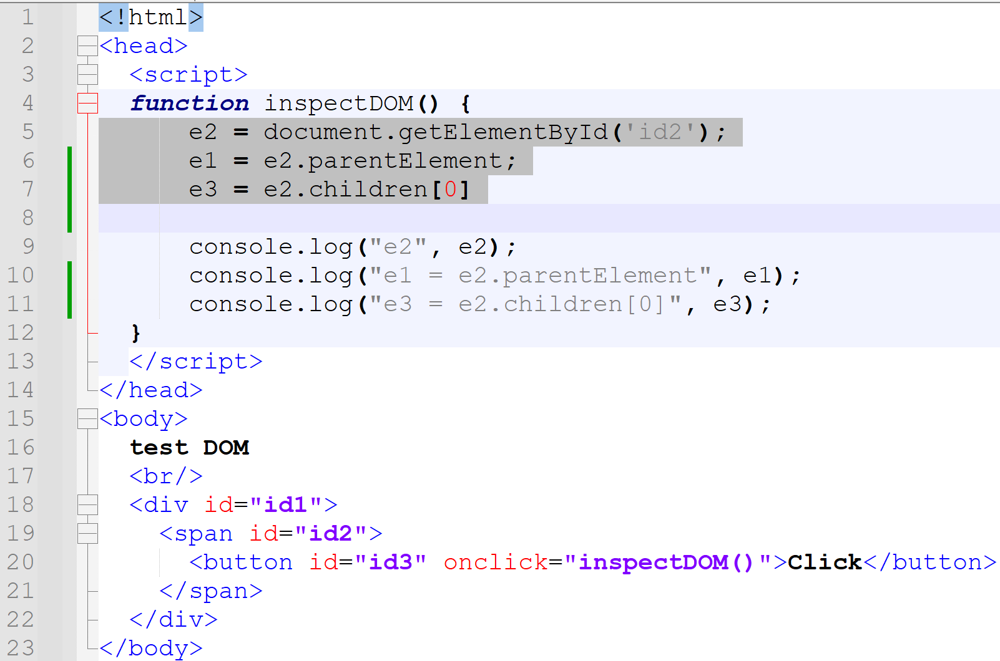 1 <!html>
2 <head>
3 <script>
4 function inspectDOM() {
5 e2 = document.getElementById('id2');
6 e1 = e2.parentElement;
7 e3 = e2.children[0]
8
9 console.log("e2", e2);
10 console.log("e1 = e2.parentElement", e1);
11 console.log("e3 = e2.children[0]", e3);
12 }
13 </script>
14 </head>
15 <body>
16 test DOM
17 <br/>
18 <div id="id1">
19 <span id="id2">
20 <button id="id3" onclick="inspectDOM()">Click</button>
21 </span>
22 </div>
23 </body>